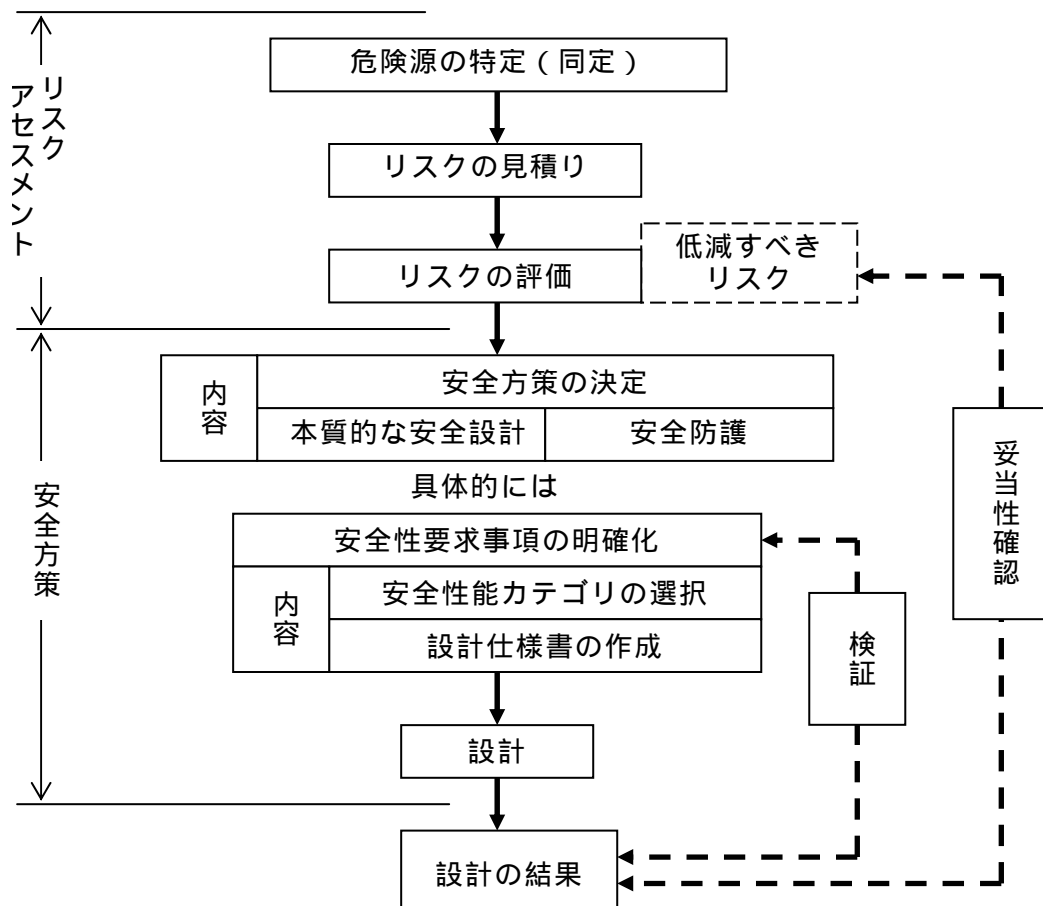 危険源の特定（同定）
リスク
アセスメント
リスクの見積り
リスクの評価
低減すべき
リスク
安全方策
内容
安全方策の決定
本質的な安全設計
安全防護
具体的には
安全性要求事項の明確化
内容
安全性能カテゴリの選択
設計仕様書の作成
設計
設計の結果
検証
妥当性確認